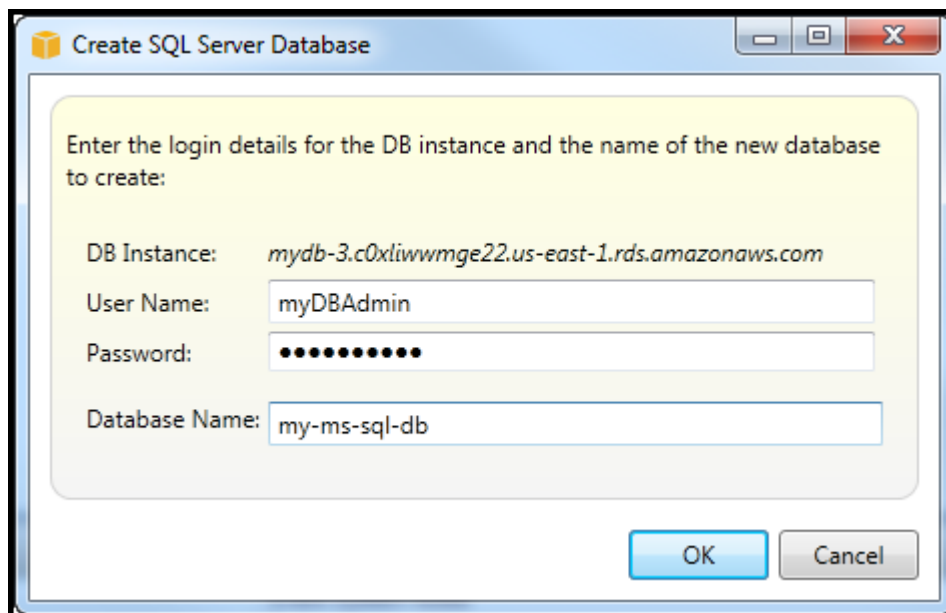 Create SQL Server Database
Enter the login details for the DB instance and the name of the new database
to create:
DB Instance: mydb-3.c0xliwwmge22.us-east-1.rds.amazonaws.com
User Name: myDBAdmin
Password: ●●●●●●●●●●
Database Name: my-ms-sql-db
OK Cancel